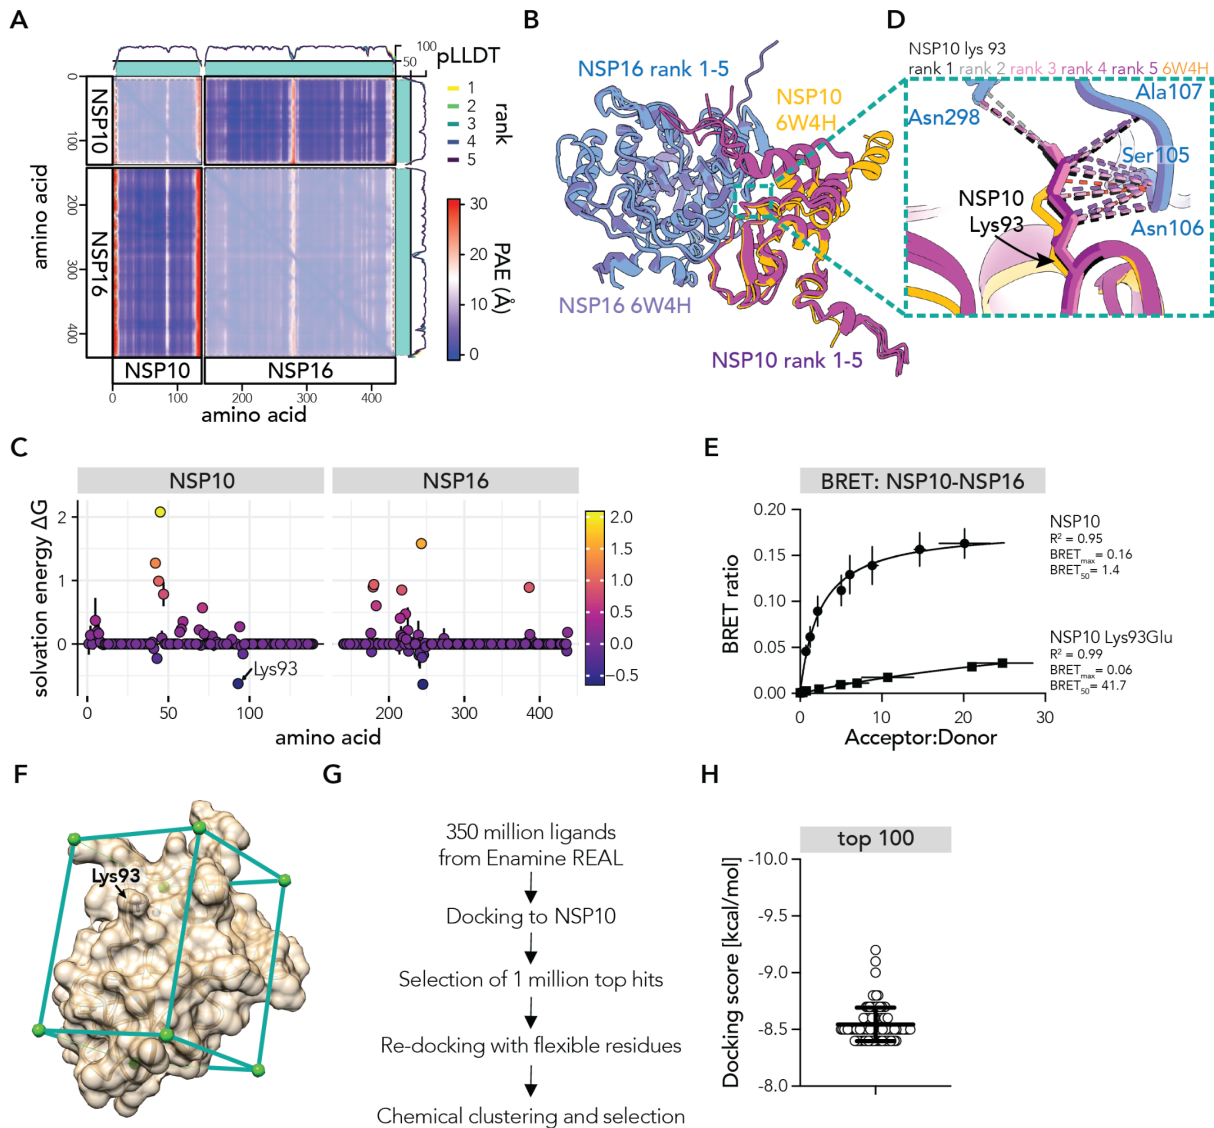 A
pLLDT
100
50
1
2
3
4
5
rank
0
100
200
300
400
NSP10
NSP16
amino acid
30
20
10
0
PAE (Å)
NSP10
NSP16
0
100
200
300
400
amino acid
B
NSP16 rank 1-5
NSP10
6W4H
NSP16 6W4H
NSP10 rank 1-5
D
NSP10 lys 93
rank 1 rank 2 rank 3 rank 4 rank 5 6W4H
Ala107
Asn298
Ser105
NSP10
Lys93
Asn106
C
NSP10
NSP16
solvation energy ΔG
2
1
0
Lys93
2.0
1.5
1.0
0.5
0.0
−0.5
0
50
100
200
300
400
amino acid
E
BRET: NSP10-NSP16
BRET ratio
0.20
0.15
0.10
0.05
0.00
NSP10
R² = 0.95
BRETmax= 0.16
BRET50= 1.4
NSP10 Lys93Glu
R² = 0.99
BRETmax= 0.06
BRET50= 41.7
0
10
20
30
Acceptor:Donor
F
Lys93
G
350 million ligands
from Enamine REAL
Docking to NSP10
Selection of 1 million top hits
Re-docking with flexible residues
Chemical clustering and selection
H
top 100
Docking score [kcal/mol]
-10.0
-9.5
-9.0
-8.5
-8.0